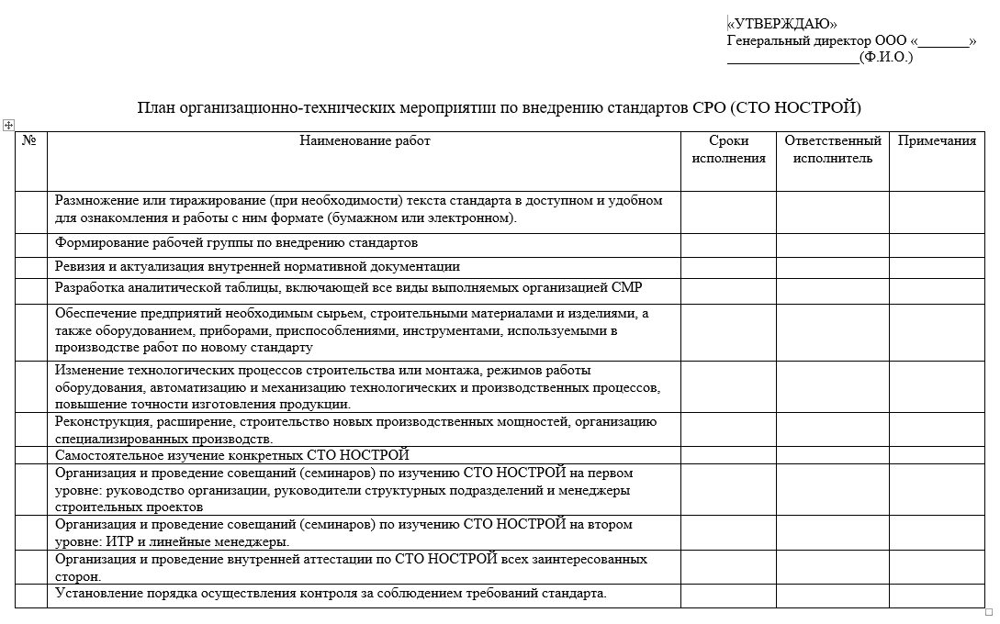 «УТВЕРЖДАЮ»
Генеральный директор ООО «_______»
__________________(Ф.И.О.)
План организационно-технических мероприятии по внедрению стандартов СРО (СТО НОСТРОЙ)
№ Наименование работ Сроки исполнения Ответственный исполнитель Примечания
Размножение или тиражирование (при необходимости) текста стандарта в доступном и удобном
для ознакомления и работы с ним формате (бумажном или электронном).
Формирование рабочей группы по внедрению стандартов
Ревизия и актуализация внутренней нормативной документации
Разработка аналитической таблицы, включающей все виды выполняемых организацией СМР
Обеспечение предприятий необходимым сырьем, строительными материалами и изделиями, а
также оборудованием, приборами, приспособлениями, инструментами, используемыми в
производстве работ по новому стандарту
Изменение технологических процессов строительства или монтажа, режимов работы
оборудования, автоматизацию и механизацию технологических и производственных процессов,
повышение точности изготовления продукции.
Реконструкция, расширение, строительство новых производственных мощностей, организацию
специализированных производств.
Самостоятельное изучение конкретных СТО НОСТРОЙ
Организация и проведение совещаний (семинаров) по изучению СТО НОСТРОЙ на первом
уровне: руководство организации, руководители структурных подразделений и менеджеры
строительных проектов
Организация и проведение совещаний (семинаров) по изучению СТО НОСТРОЙ на втором
уровне: ИТР и линейные менеджеры.
Организация и проведение внутренней аттестации по СТО НОСТРОЙ всех заинтересованных
сторон.
Установление порядка осуществления контроля за соблюдением требований стандарта.